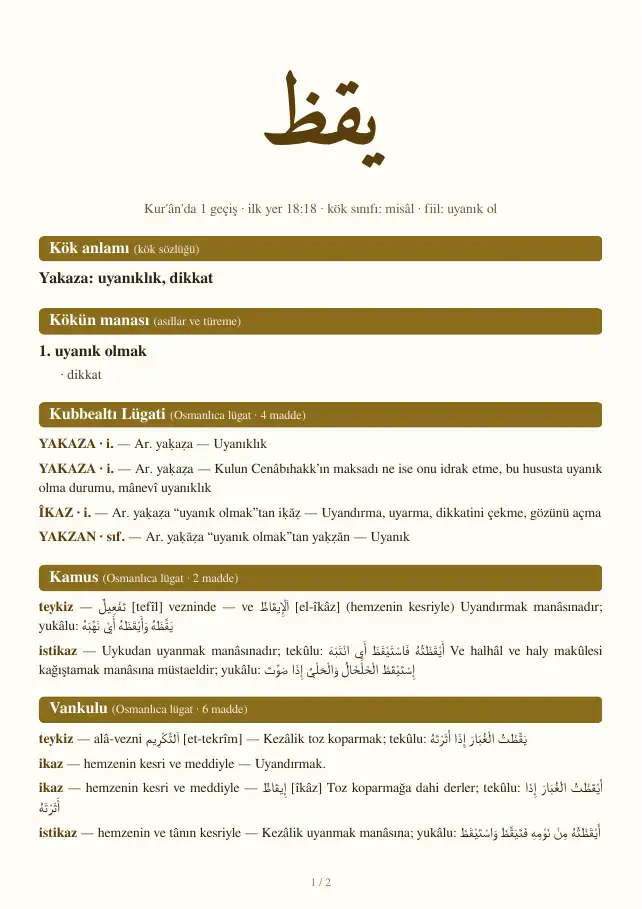 يقظ
Kur'ân'da 1 geçiş · ilk yer 18:18 · kök sınıfı: misâl · fiil: uyanık ol
Kök anlamı (kök sözlüğü)
Yakaza: uyanıklık, dikkat
Kökün manası (asıllar ve türeme)
1. uyanık olmak
· dikkat
Kubbealtı Lügati (Osmanlıca lügat · 4 madde)
YAKAZA · i. — Ar. yaḳaẓa — Uyanıklık
YAKAZA · i. — Ar. yaḳaẓa — Kulun Cenâbıhakk’ın maksadı ne ise onu idrak etme, bu hususta uyanık
olma durumu, mânevî uyanıklık
ÎKAZ · i. — Ar. yaḳaẓa “uyanık olmak”tan iḳāẓ — Uyandırma, uyarma, dikkatini çekme, gözünü açma
YAKZAN · sıf. — Ar. yaḳāẓa “uyanık olmak”tan yaḳẓān — Uyanık
Kamus (Osmanlıca lügat · 2 madde)
teykiz — تَفْعِيلٌ [tefîl] vezninde — ve اَلْإِيقَاظُ [el-îkâz] (hemzenin kesriyle) Uyandırmak manâsınadır;
yukâlu: يَقَّظَهُ وَأَيْقَظَهُ أَيْ نَهَّبَهُ
istikaz — Uykudan uyanmak manâsınadır; tekûlu: أَيْقَظْتُهُ فَاسْتَيْقَظَ أَيِ انْتَبَهَ Ve halhâl ve haly makûlesi
kağıştamak manâsına müstaeldir; yukâlu: إِسْتَيْقَظَ الْخَلْخَالُ وَالْحَلْيُ إِذَا صَوَّتَ
Vankulu (Osmanlıca lügat · 6 madde)
teykiz — alâ-vezni اَلتَّكْرِيم [et-tekrîm] — Kezâlik toz koparmak; tekûlu: يَقَّظْتُ الْغُبَارَ إِذَا أَثَرْتَهُ
ikaz — hemzenin kesri ve meddiyle — Uyandırmak.
ikaz — hemzenin kesri ve meddiyle — إِيقَاظٌ [îkâz] Toz koparmağa dahi derler; tekûlu: أَيْقَظْتُ الْغُبَارَ إِذَا
أَثَرْتَهُ
istikaz — hemzenin ve tânın kesriyle — Kezâlik uyanmak manâsına; yukâlu: أَيْقَظْتُهُ مِنْ نَوْمِهِ فَتَيَقَّظَ وَاسْتَيْقَظَ
1 / 2